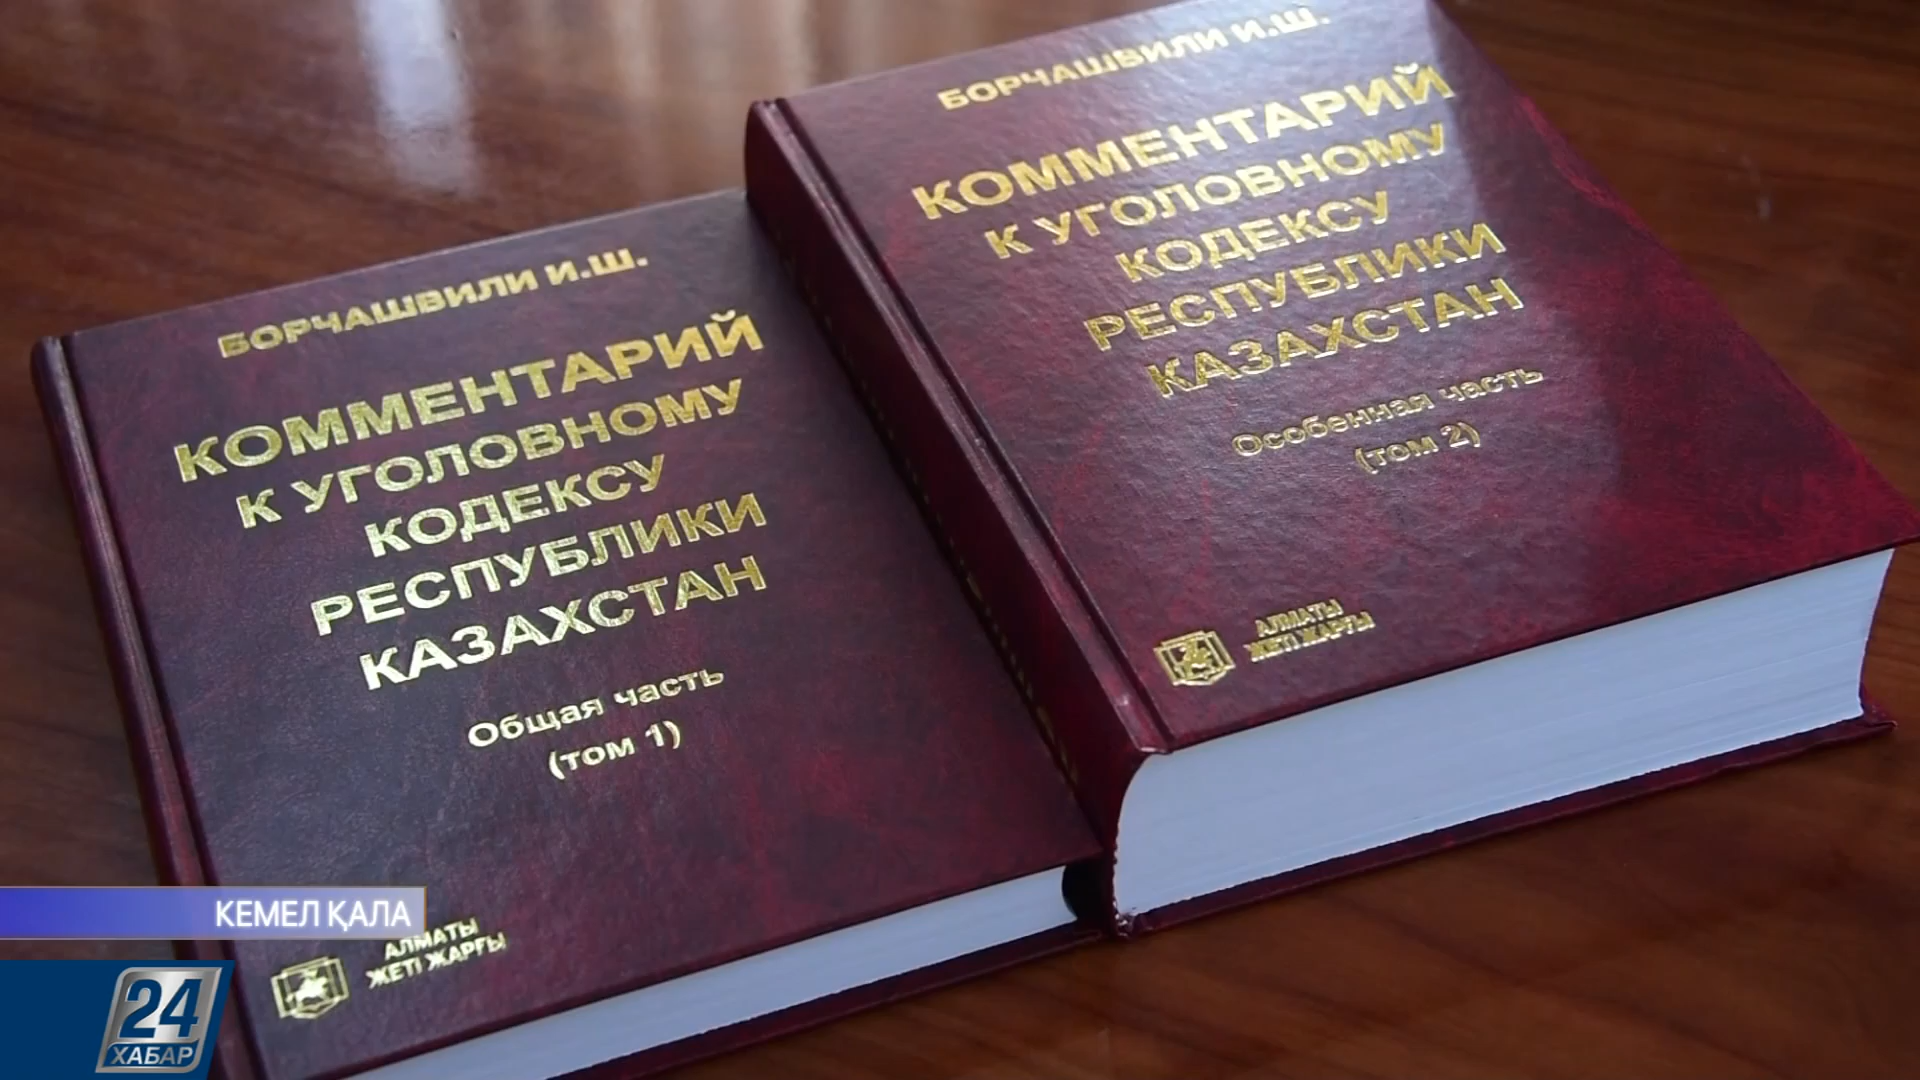 БОРЧАШВИЛИ И.Ш.
КОММЕНТАРИЙ
К УГОЛОВНОМУ
КОДЕКСУ
РЕСПУБЛИКИ
КАЗАХСТАН
Общая часть
(том 1)
АЛМАТЫ
ЖЕТІ ЖАРҒЫ
БОРЧАШВИЛИ И.Ш.
КОММЕНТАРИЙ
К УГОЛОВНОМУ
КОДЕКСУ
РЕСПУБЛИКИ
КАЗАХСТАН
Особенная часть
(том 2)
АЛМАТЫ
ЖЕТІ ЖАРҒЫ
КЕМЕЛ ҚАЛА
24
ХАБАР